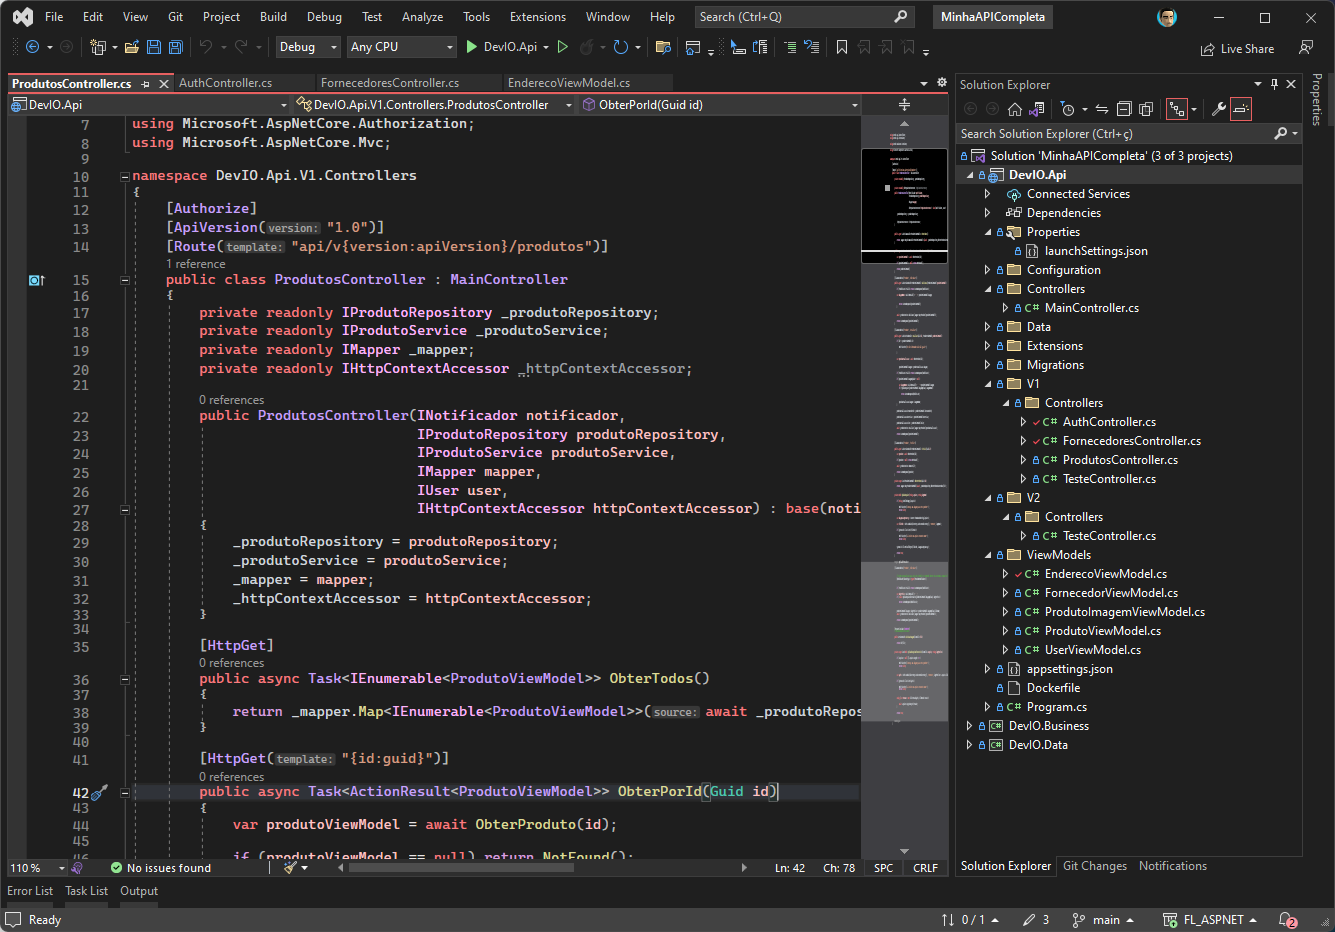 File Edit View Git Project Build Debug Test Analyze Tools Extensions Window Help Search (Ctrl+Q) MinhaAPICompleta
Debug Any CPU DevIO.Api Live Share
ProdutosController.cs AuthController.cs FornecedoresController.cs EnderecoViewModel.cs
DevIO.Api DevIO.Api.V1.Controllers.ProdutosController ObterPorId(Guid id)
7 using Microsoft.AspNetCore.Authorization;
8 using Microsoft.AspNetCore.Mvc;
9
10 namespace DevIO.Api.V1.Controllers
11 {
12 [Authorize]
13 [ApiVersion(version: "1.0")]
14 [Route(template: "api/v{version:apiVersion}/produtos")]
1 reference
15 public class ProdutosController : MainController
16 {
17 private readonly IProdutoRepository _produtoRepository;
18 private readonly IProdutoService _produtoService;
19 private readonly IMapper _mapper;
20 private readonly IHttpContextAccessor _httpContextAccessor;
21
0 references
22 public ProdutosController(INotificador notificador,
23 IProdutoRepository produtoRepository,
24 IProdutoService produtoService,
25 IMapper mapper,
26 IUser user,
27 IHttpContextAccessor httpContextAccessor) : base(noti
28 {
29 _produtoRepository = produtoRepository;
30 _produtoService = produtoService;
31 _mapper = mapper;
32 _httpContextAccessor = httpContextAccessor;
33 }
34
35 [HttpGet]
0 references
36 public async Task<IEnumerable<ProdutoViewModel>> ObterTodos()
37 {
38 return _mapper.Map<IEnumerable<ProdutoViewModel>>(source: await _produtoRepos
39 }
40
41 [HttpGet(template: "{id:guid}")]
0 references
42 public async Task<ActionResult<ProdutoViewModel>> ObterPorId(Guid id)
43 {
44 var produtoViewModel = await ObterProduto(id);
45
46 if (produtoViewModel == null) return NotFound();
110 % No issues found Ln: 42 Ch: 78 SPC CRLF
Solution Explorer
Search Solution Explorer (Ctrl+ç)
Solution 'MinhaAPICompleta' (3 of 3 projects)
DevIO.Api
Connected Services
Dependencies
Properties
launchSettings.json
Configuration
Controllers
C# MainController.cs
Data
Extensions
Migrations
V1
Controllers
C# AuthController.cs
C# FornecedoresController.cs
C# ProdutosController.cs
C# TesteController.cs
V2
Controllers
C# TesteController.cs
ViewModels
C# EnderecoViewModel.cs
C# FornecedorViewModel.cs
C# ProdutoImagemViewModel.cs
C# ProdutoViewModel.cs
C# UserViewModel.cs
appsettings.json
Dockerfile
C# Program.cs
C# DevIO.Business
C# DevIO.Data
Solution Explorer Git Changes Notifications
Properties
Error List Task List Output
Ready 0 / 1 3 main FL_ASPNET 2